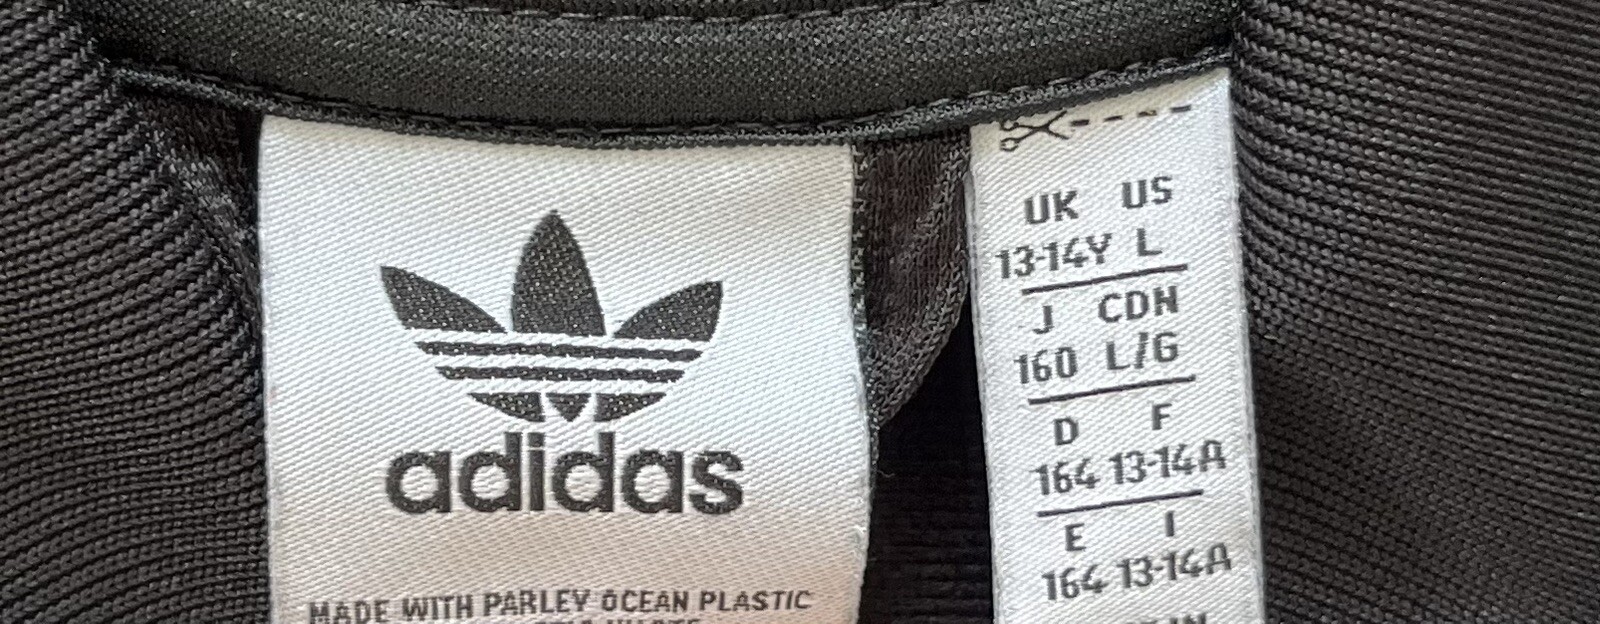 adidas
MADE WITH PARLEY OCEAN PLASTIC
UK US
13-14Y L
J CDN
160 L/G
D F
164 13-14A
E I
164 13-14A